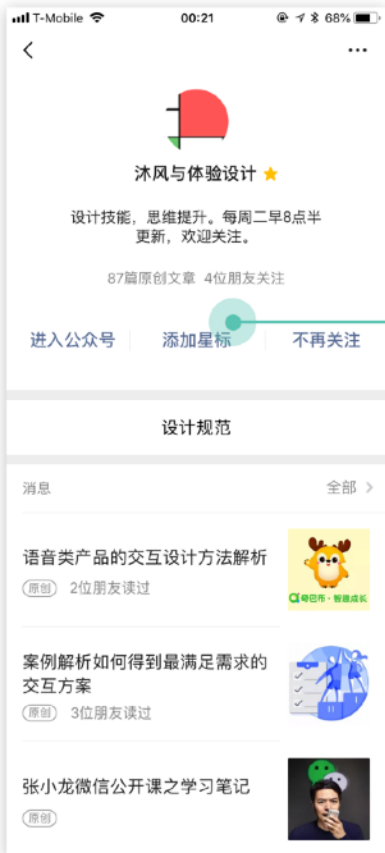 T-Mobile 00:21 68%
沐风与体验设计
设计技能，思维提升。每周二早8点半
更新，欢迎关注。
87篇原创文章 4位朋友关注
进入公众号 添加星标 不再关注
设计规范
消息 全部
语音类产品的交互设计方法解析
原创 2位朋友读过
奇巴布·智趣成长
案例解析如何得到最满足需求的
交互方案
原创 3位朋友读过
张小龙微信公开课之学习笔记
原创